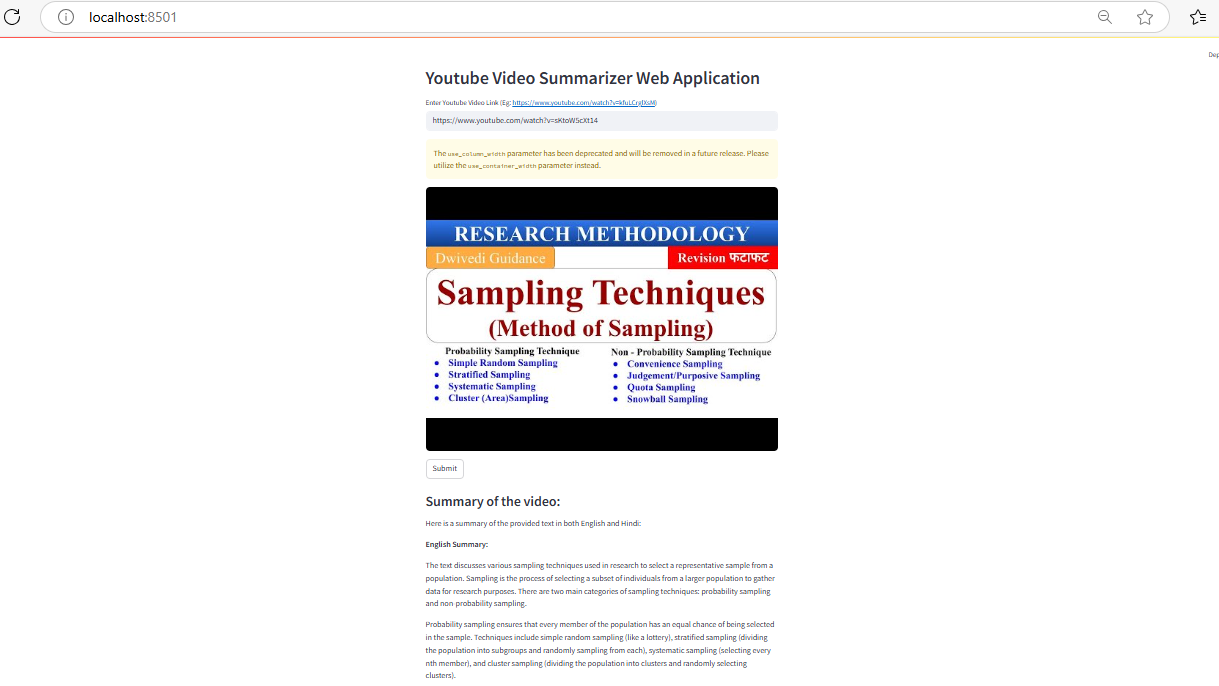 localhost:8501
Dep
Youtube Video Summarizer Web Application
Enter Youtube Video Link (Eg: https://www.youtube.com/watch?v=kfuLCrgJXsM)
https://www.youtube.com/watch?v=sKtoW5cXt14
The use_column_width parameter has been deprecated and will be removed in a future release. Please
utilize the use_container_width parameter instead.
RESEARCH METHODOLOGY
Dwivedi Guidance
Revision फटाफट
Sampling Techniques
(Method of Sampling)
Probability Sampling Technique
• Simple Random Sampling
• Stratified Sampling
• Systematic Sampling
• Cluster (Area)Sampling
Non - Probability Sampling Technique
• Convenience Sampling
• Judgement/Purposive Sampling
• Quota Sampling
• Snowball Sampling
Submit
Summary of the video:
Here is a summary of the provided text in both English and Hindi:
English Summary:
The text discusses various sampling techniques used in research to select a representative sample from a
population. Sampling is the process of selecting a subset of individuals from a larger population to gather
data for research purposes. There are two main categories of sampling techniques: probability sampling
and non-probability sampling.
Probability sampling ensures that every member of the population has an equal chance of being selected
in the sample. Techniques include simple random sampling (like a lottery), stratified sampling (dividing
the population into subgroups and randomly sampling from each), systematic sampling (selecting every
nth member), and cluster sampling (dividing the population into clusters and randomly selecting
clusters).